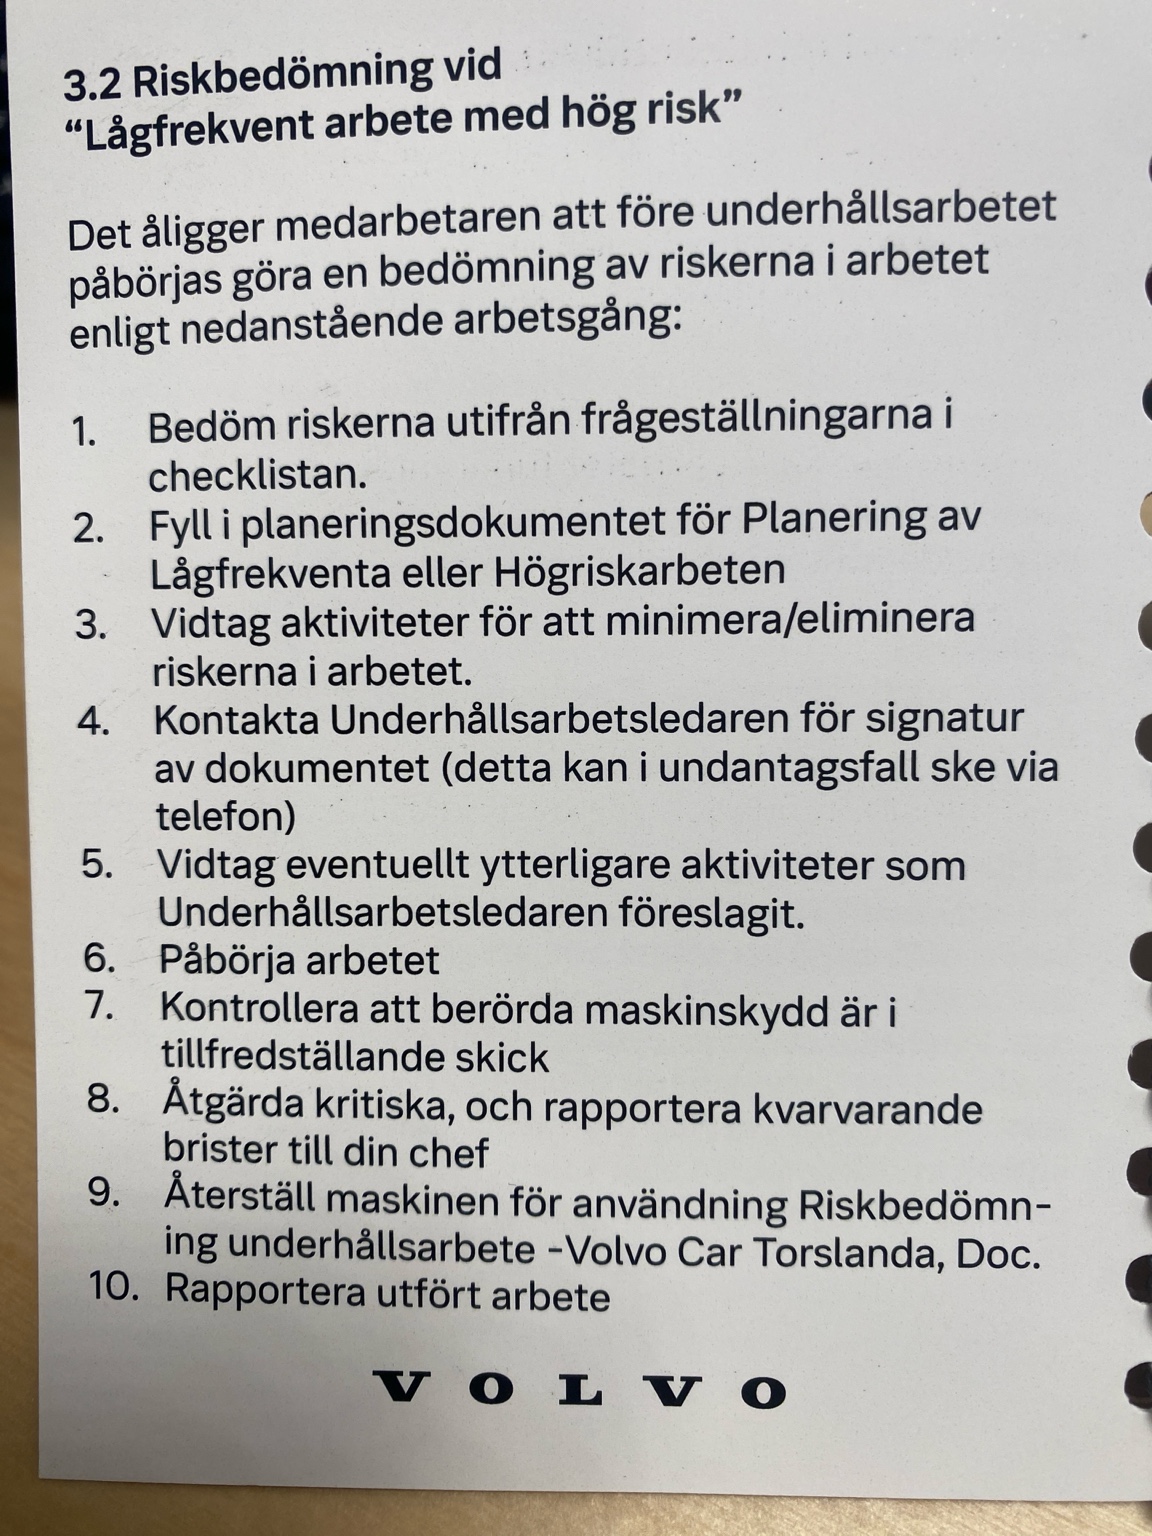 3.2 Riskbedömning vid
“Lågfrekvent arbete med hög risk”
Det åligger medarbetaren att före underhållsarbetet
påbörjas göra en bedömning av riskerna i arbetet
enligt nedanstående arbetsgång:
1. Bedöm riskerna utifrån frågeställningarna i
checklistan.
2. Fyll i planeringsdokumentet för Planering av
Lågfrekventa eller Högriskarbeten
3. Vidtag aktiviteter för att minimera/eliminera
riskerna i arbetet.
4. Kontakta Underhållsarbetsledaren för signatur
av dokumentet (detta kan i undantagsfall ske via
telefon)
5. Vidtag eventuellt ytterligare aktiviteter som
Underhållsarbetsledaren föreslagit.
6. Påbörja arbetet
7. Kontrollera att berörda maskinskydd är i
tillfredställande skick
8. Åtgärda kritiska, och rapportera kvarvarande
brister till din chef
9. Återställ maskinen för användning Riskbedömn-
ing underhållsarbete -Volvo Car Torslanda, Doc.
10. Rapportera utfört arbete
VOLVO